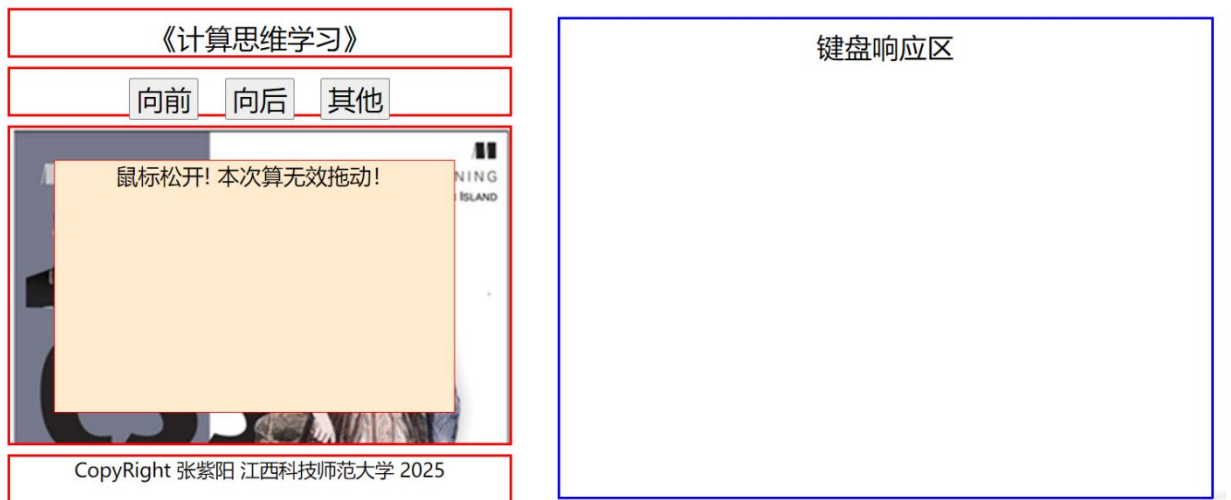 《计算思维学习》
向前 向后 其他
鼠标松开! 本次算无效拖动!
NING
ISLAND
CopyRight 张紫阳 江西科技师范大学 2025
键盘响应区